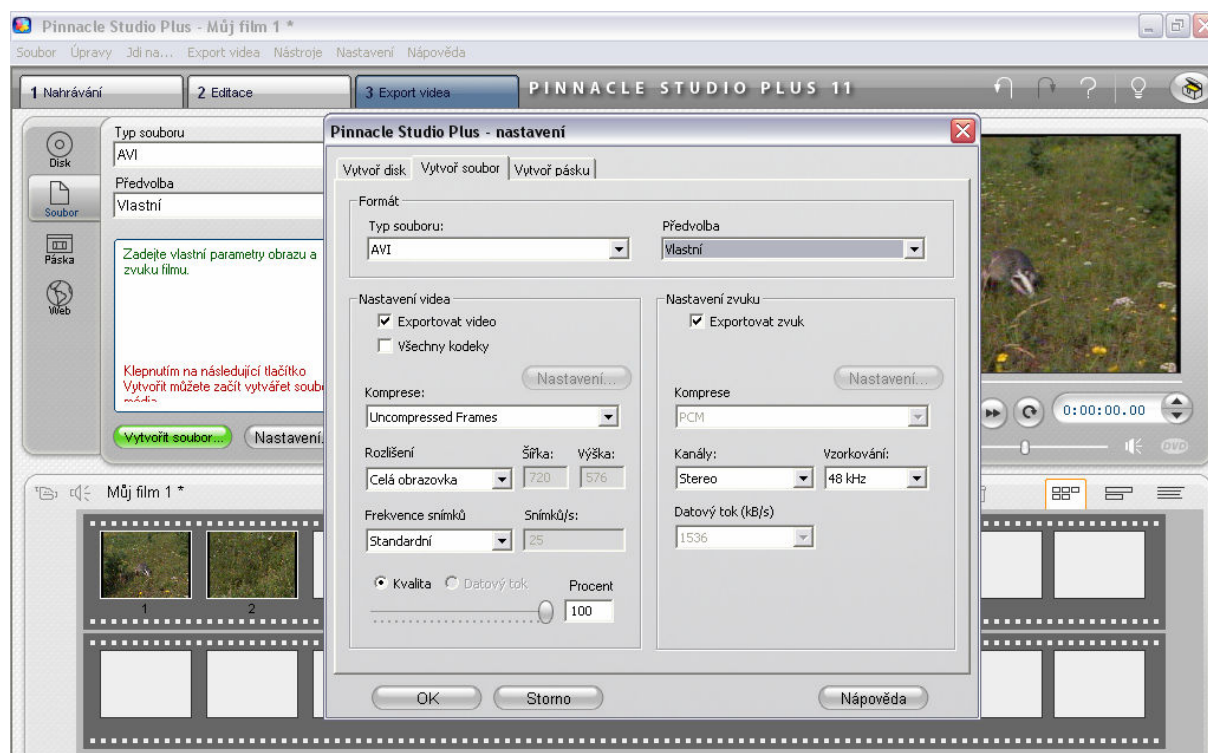 Pinnacle Studio Plus - Můj film 1 *
Soubor Úpravy Jdi na... Export videa Nástroje Nastavení Nápověda
1 Nahrávání
2 Editace
3 Export videa
PINNACLE STUDIO PLUS 11
Disk
Soubor
Páska
Web
Typ souboru
AVI
Předvolba
Vlastní
Zadejte vlastní parametry obrazu a
zvuku filmu.
Klepnutím na následující tlačítko
Vytvořit můžete začít vytvářet soubo
média
Vytvořit soubor...
Nastavení.
Pinnacle Studio Plus - nastavení
Vytvoř disk
Vytvoř soubor
Vytvoř pásku
Formát
Typ souboru:
AVI
Předvolba
Vlastní
Nastavení videa
Exportovat video
Všechny kodeky
Nastavení...
Komprese:
Uncompressed Frames
Rozlišení
Šířka:
Výška:
Celá obrazovka
720
576
Frekvence snímků
Snímků/s:
Standardní
25
Kvalita
Datový tok
Procent
100
Nastavení zvuku
Exportovat zvuk
Nastavení...
Komprese
PCM
Kanály:
Vzorkování:
Stereo
48 kHz
Datový tok (kB/s)
1536
OK
Storno
Nápověda
0:00:00.00
DVD
Můj film 1 *
1
2